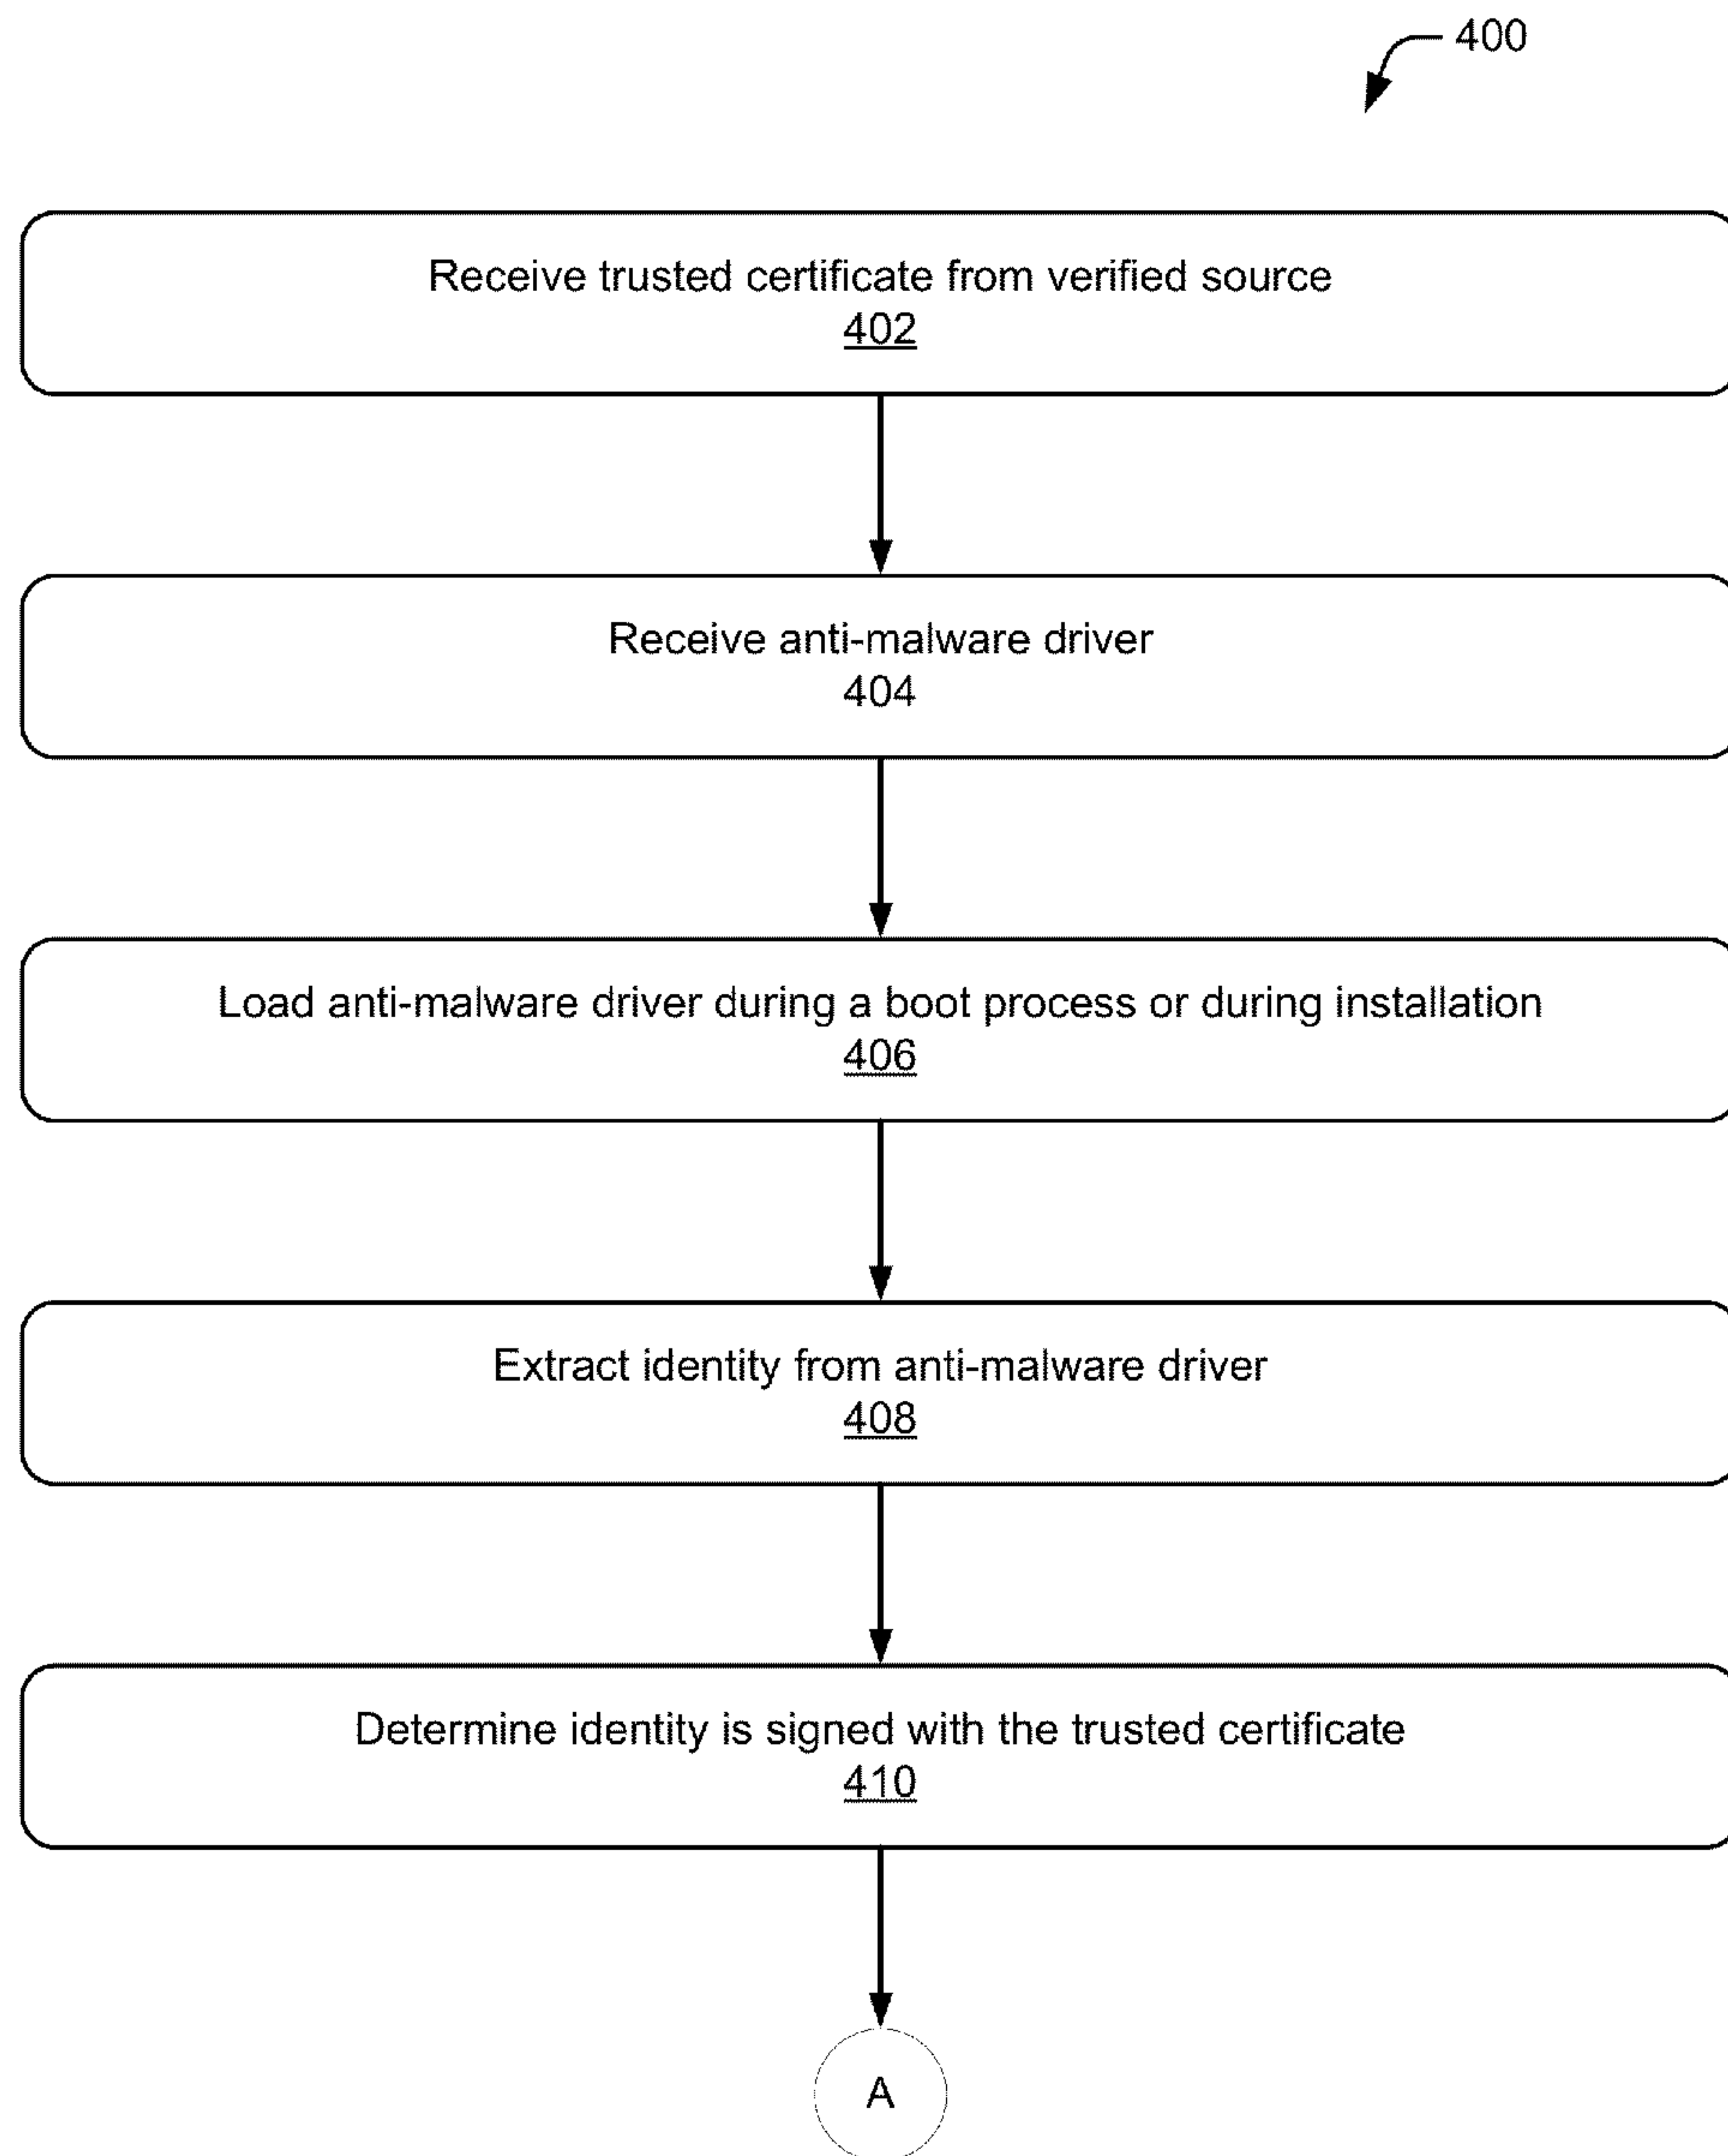 400
Receive trusted certificate from verified source
402
Receive anti-malware driver
404
Load anti-malware driver during a boot process or during installation
406
Extract identity from anti-malware driver
408
Determine identity is signed with the trusted certificate
410
A